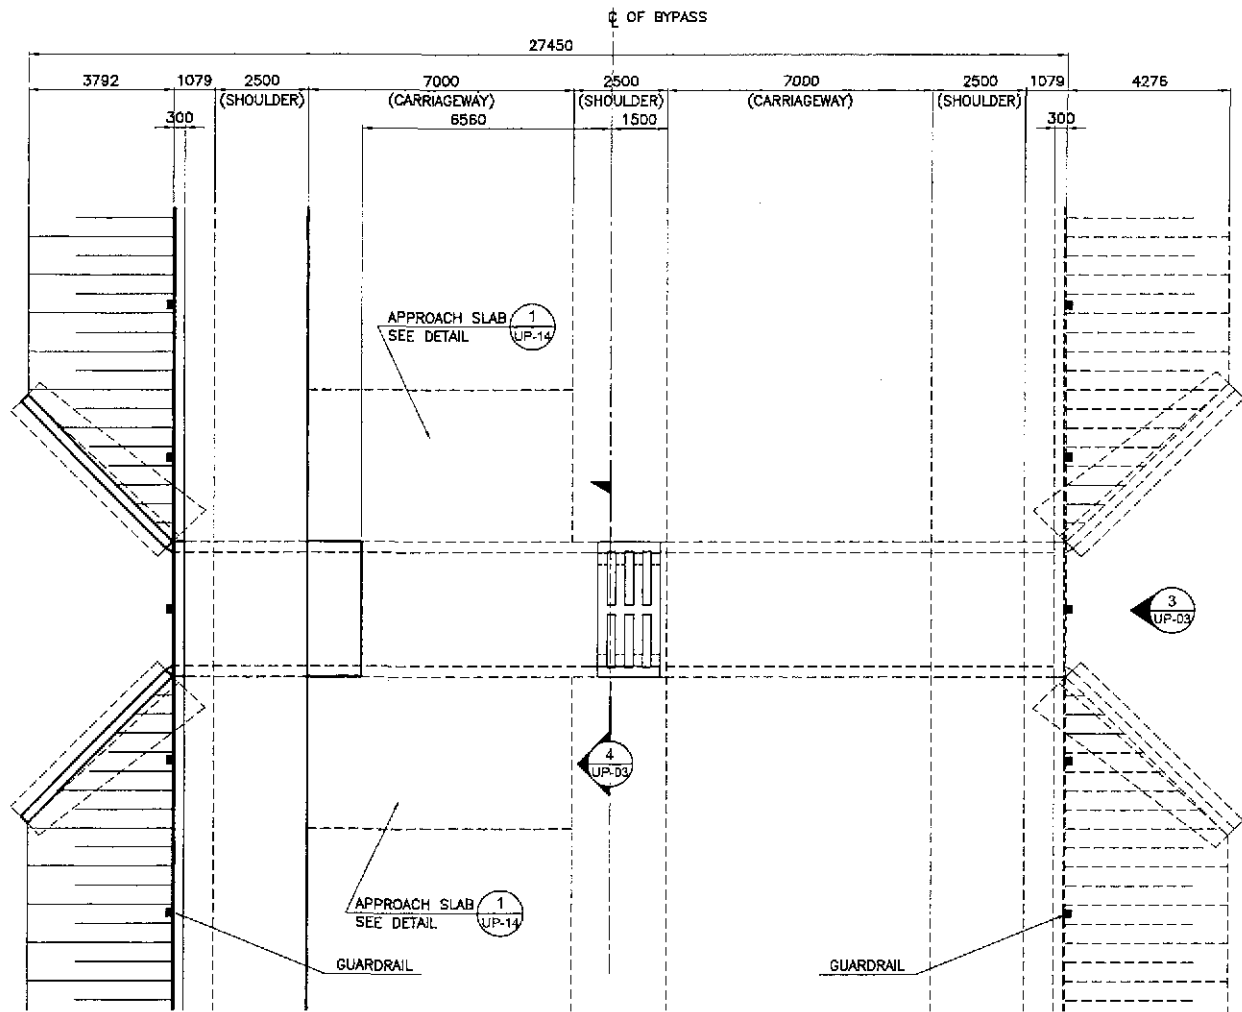 ℄ OF BYPASS
27450
3792 1079 2500 7000 2500 7000 2500 1079 4276
(SHOULDER) (CARRIAGEWAY) (SHOULDER) (CARRIAGEWAY) (SHOULDER)
300 6560 1500 300
APPROACH SLAB 1
SEE DETAIL UP-14
3
UP-03
4
UP-03
APPROACH SLAB 1
SEE DETAIL UP-14
GUARDRAIL GUARDRAIL